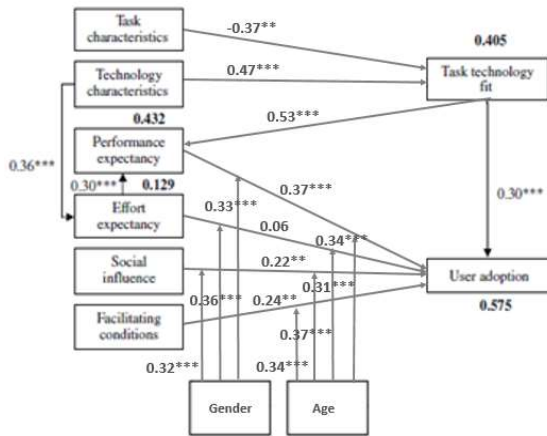 Task
characteristics
-0.37**
0.405
Technology
characteristics
0.47***
Task technology
fit
0.432
0.53***
Performance
expectancy
0.36***
0.30***
0.129
0.37***
0.30***
Effort
expectancy
0.33***
0.06
0.34***
Social
influence
0.22**
User adoption
0.36***
0.24**
0.31***
0.575
Facilitating
conditions
0.37***
0.32***
0.34***
Gender
Age